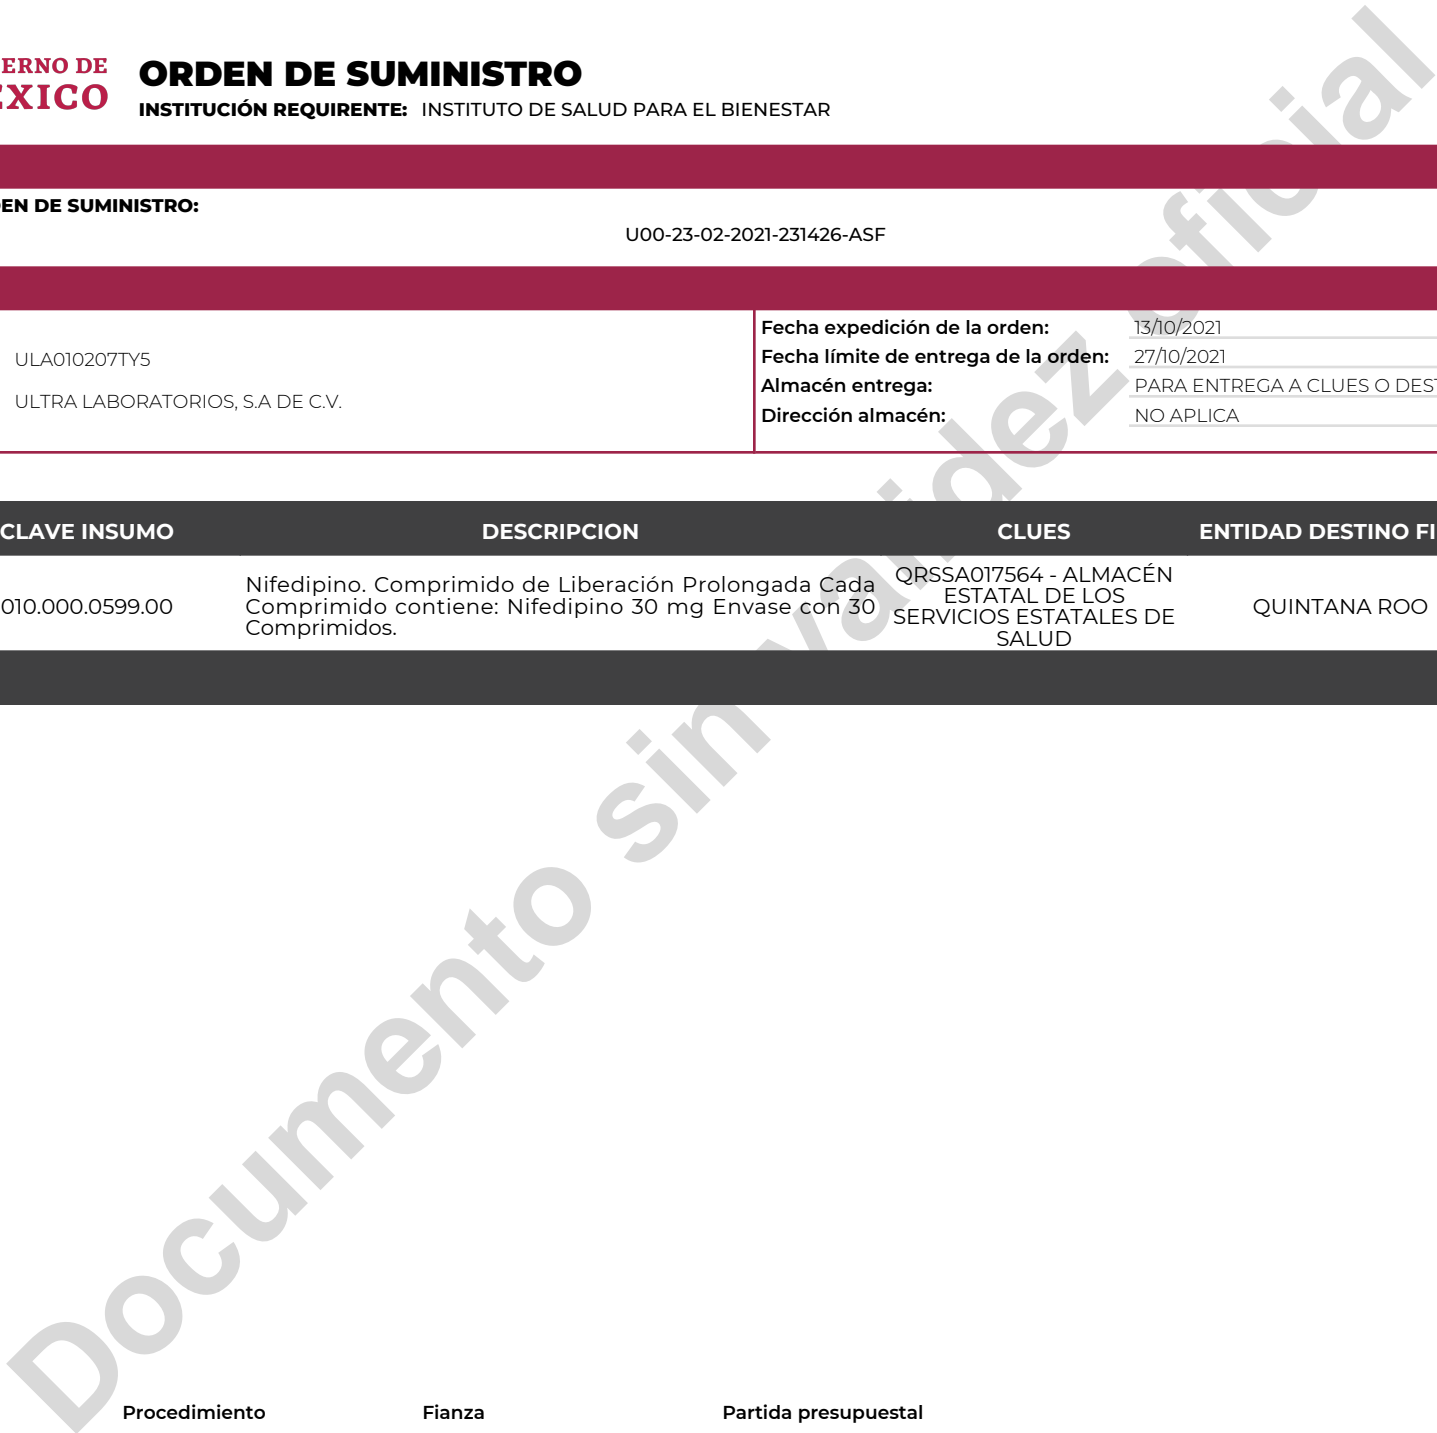 ERNO DE
ÉXICO
ORDEN DE SUMINISTRO
INSTITUCIÓN REQUIRENTE: INSTITUTO DE SALUD PARA EL BIENESTAR
EN DE SUMINISTRO:
U00-23-02-2021-231426-ASF
ULA010207TY5
ULTRA LABORATORIOS, S.A DE C.V.
Fecha expedición de la orden: 13/10/2021
Fecha límite de entrega de la orden: 27/10/2021
Almacén entrega: PARA ENTREGA A CLUES O DEST
Dirección almacén: NO APLICA
CLAVE INSUMO DESCRIPCION CLUES ENTIDAD DESTINO FI
010.000.0599.00
Nifedipino. Comprimido de Liberación Prolongada Cada
Comprimido contiene: Nifedipino 30 mg Envase con 30
Comprimidos.
QRSSA017564 - ALMACÉN
ESTATAL DE LOS
SERVICIOS ESTATALES DE
SALUD
QUINTANA ROO
Documento sin validez oficial
Procedimiento Fianza Partida presupuestal